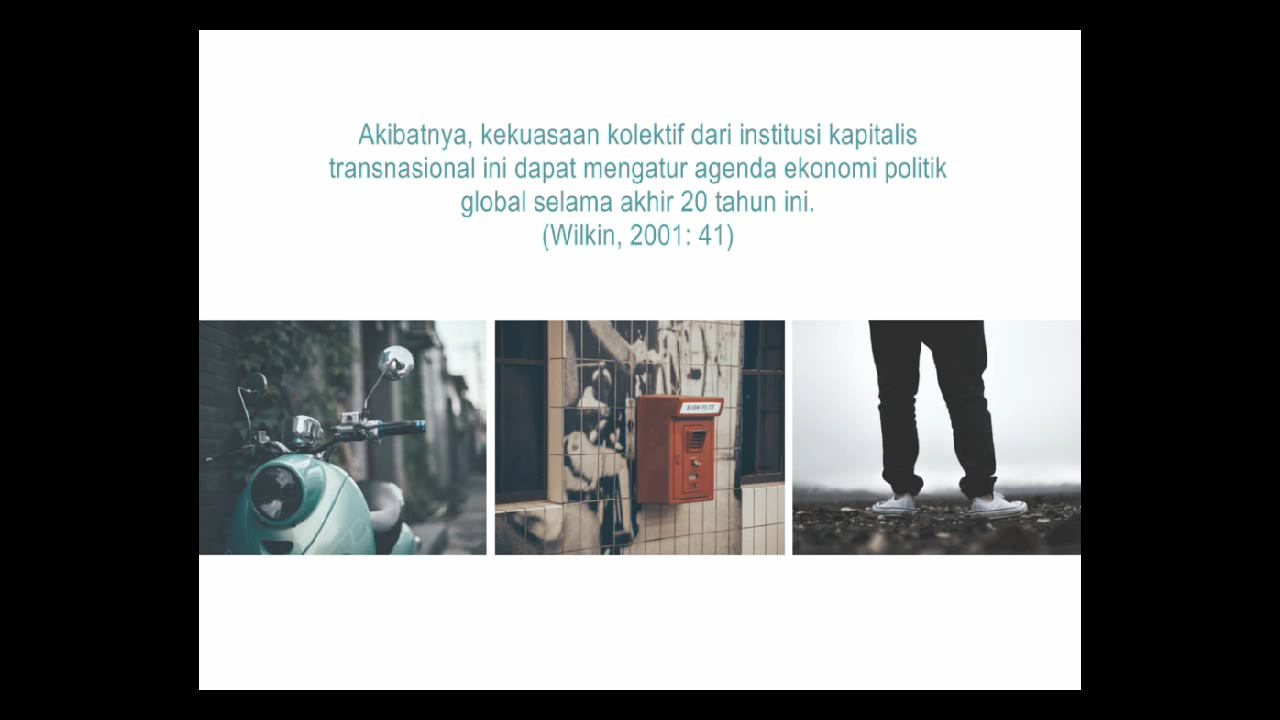 Akibatnya, kekuasaan kolektif dari institusi kapitalis
transnasional ini dapat mengatur agenda ekonomi politik
global selama akhir 20 tahun ini.
(Wilkin, 2001: 41)